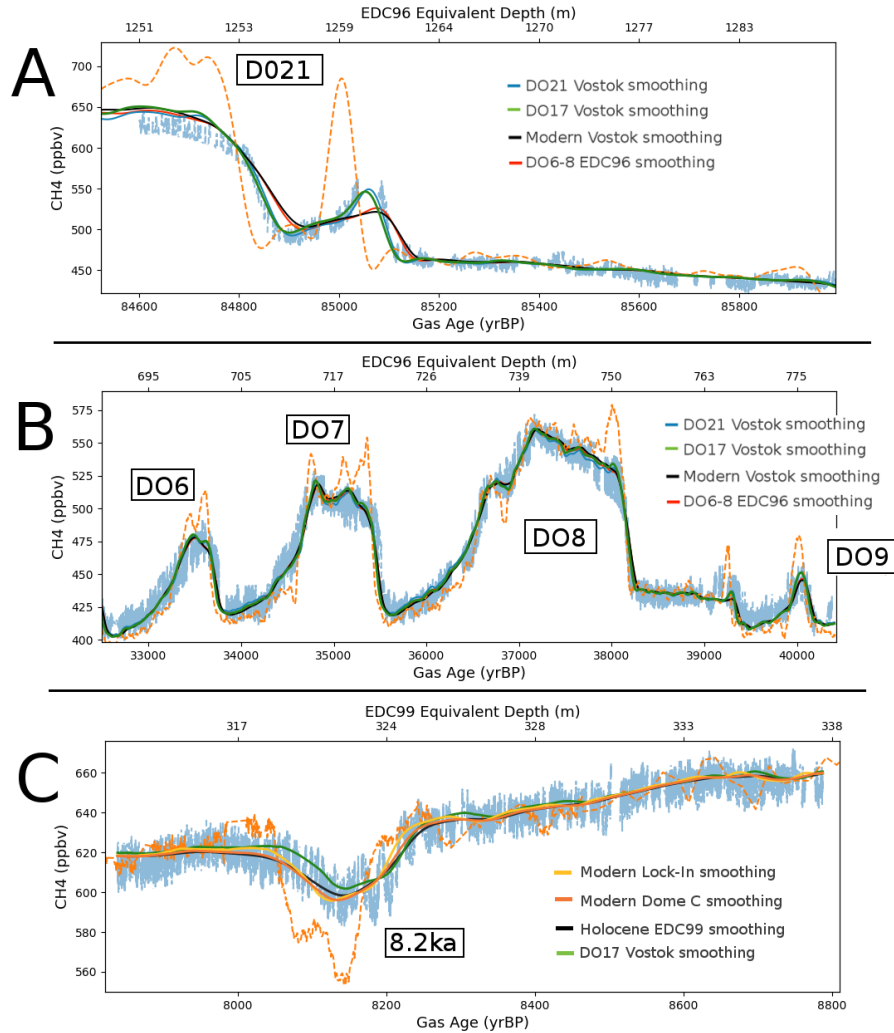 EDC96 Equivalent Depth (m)
1251 1253 1259 1264 1270 1277 1283
A
D021
DO21 Vostok smoothing
DO17 Vostok smoothing
Modern Vostok smoothing
DO6-8 EDC96 smoothing
CH4 (ppbv)
700
650
600
550
500
450
84600 84800 85000 85200 85400 85600 85800
Gas Age (yrBP)
EDC96 Equivalent Depth (m)
695 705 717 726 739 750 763 775
B
DO6
DO7
DO8
DO9
DO21 Vostok smoothing
DO17 Vostok smoothing
Modern Vostok smoothing
DO6-8 EDC96 smoothing
CH4 (ppbv)
575
550
525
500
475
450
425
400
33000 34000 35000 36000 37000 38000 39000 40000
Gas Age (yrBP)
EDC99 Equivalent Depth (m)
317 324 328 333 338
C
8.2ka
Modern Lock-In smoothing
Modern Dome C smoothing
Holocene EDC99 smoothing
DO17 Vostok smoothing
CH4 (ppbv)
660
640
620
600
580
560
8000 8200 8400 8600 8800
Gas Age (yrBP)